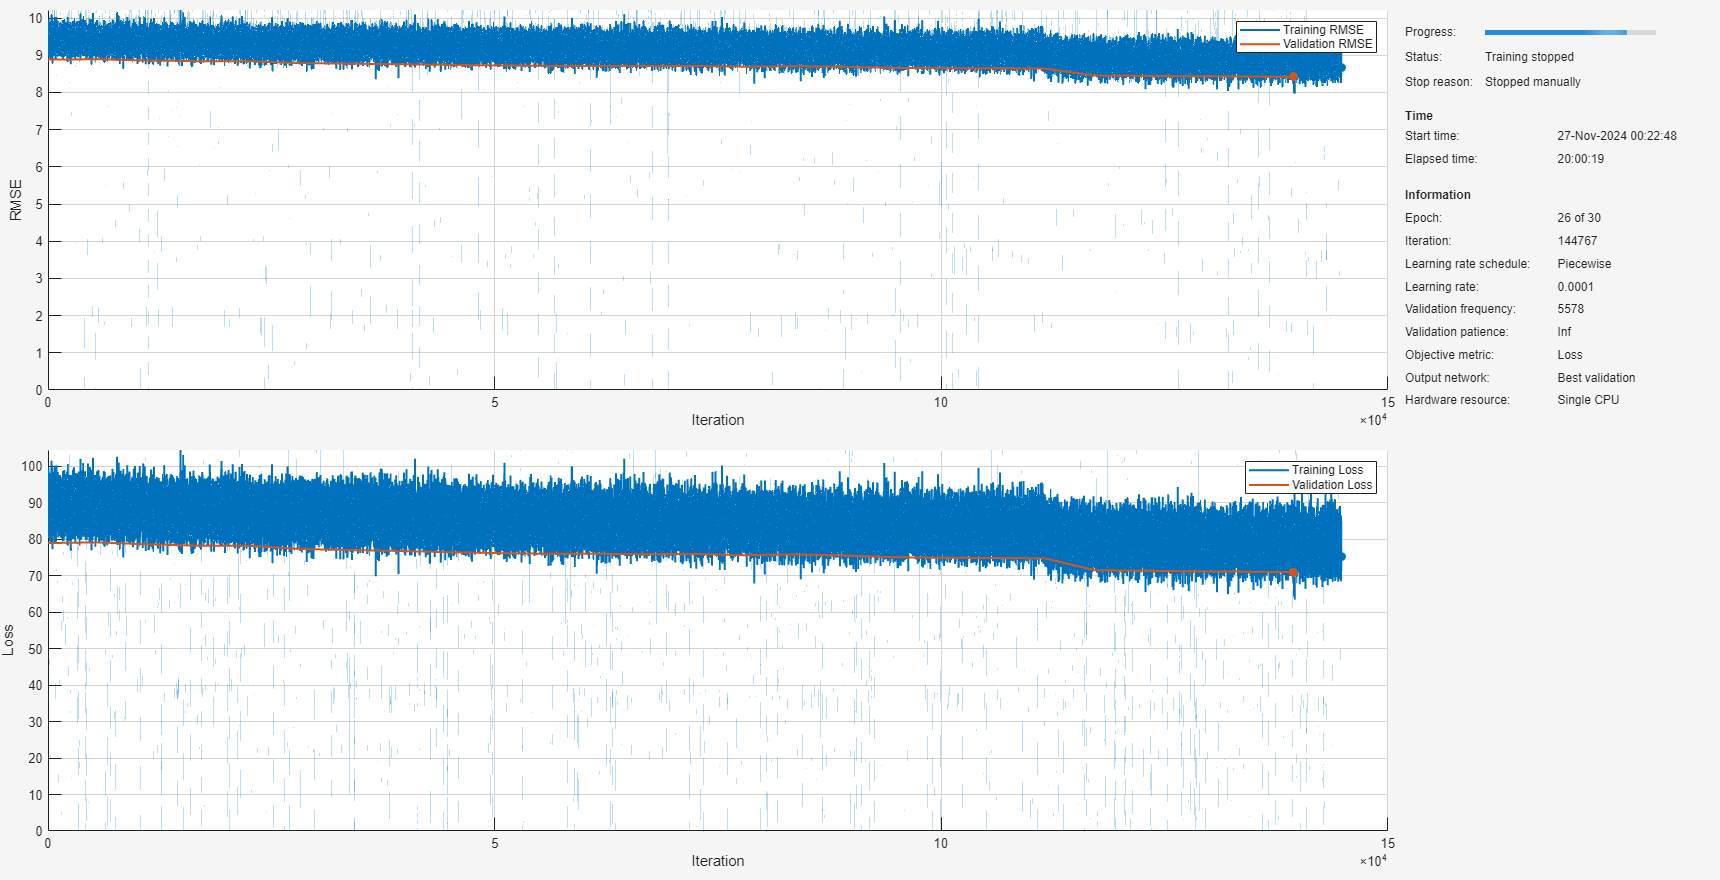 10
9
8
7
6
5
4
3
2
1
0
RMSE
0
5
10
15
Iteration
×10⁴
Training RMSE
Validation RMSE
100
90
80
70
60
50
40
30
20
10
0
Loss
0
5
10
15
Iteration
×10⁴
Training Loss
Validation Loss
Progress:
Status: Training stopped
Stop reason: Stopped manually
Time
Start time: 27-Nov-2024 00:22:48
Elapsed time: 20:00:19
Information
Epoch: 26 of 30
Iteration: 144767
Learning rate schedule: Piecewise
Learning rate: 0.0001
Validation frequency: 5578
Validation patience: Inf
Objective metric: Loss
Output network: Best validation
Hardware resource: Single CPU